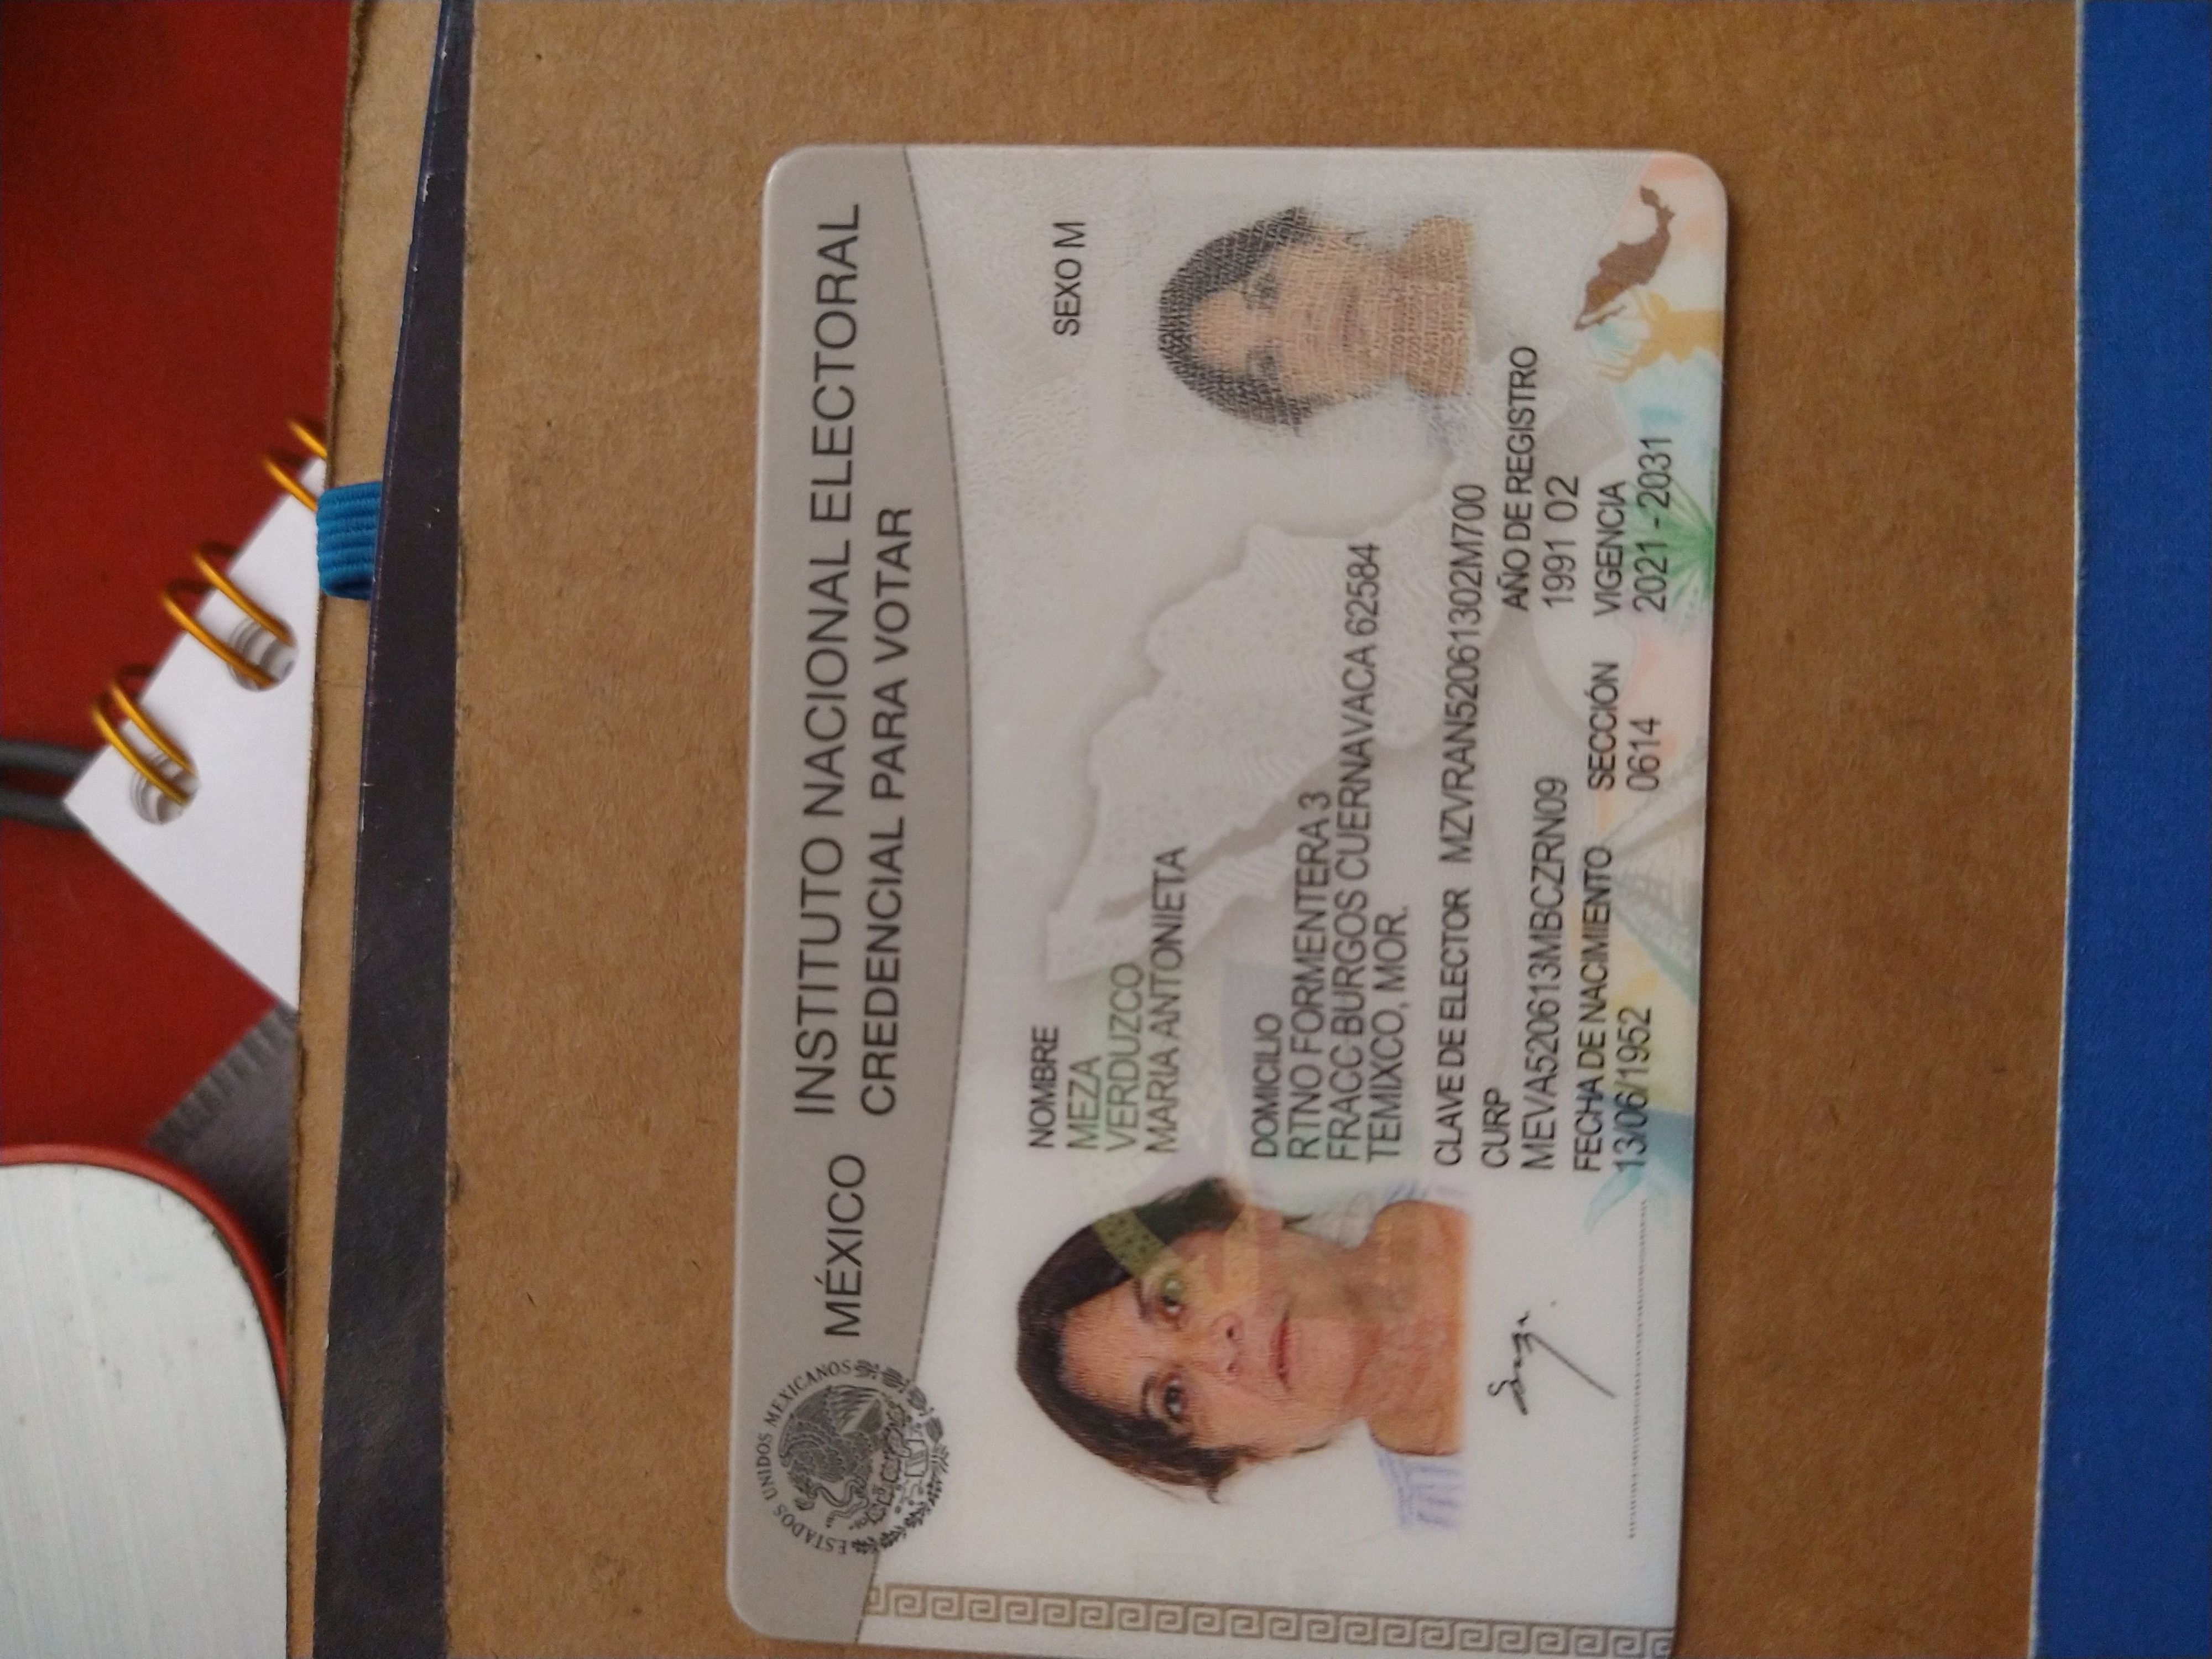 ESTADOS UNIDOS MEXICANOS
MÉXICO
INSTITUTO NACIONAL ELECTORAL
CREDENCIAL PARA VOTAR
NOMBRE
MEZA
VERDUZCO
MARIA ANTONIETA
SEXO M
DOMICILIO
RTNO FORMENTERA 3
FRACC BURGOS CUERNAVACA 62584
TEMIXCO, MOR.
CLAVE DE ELECTOR MZVRAN52061302M700
CURP
MEVA520613MBCZRN09
AÑO DE REGISTRO
1991 02
FECHA DE NACIMIENTO
13/06/1952
SECCIÓN
0614
VIGENCIA
2021 - 2031